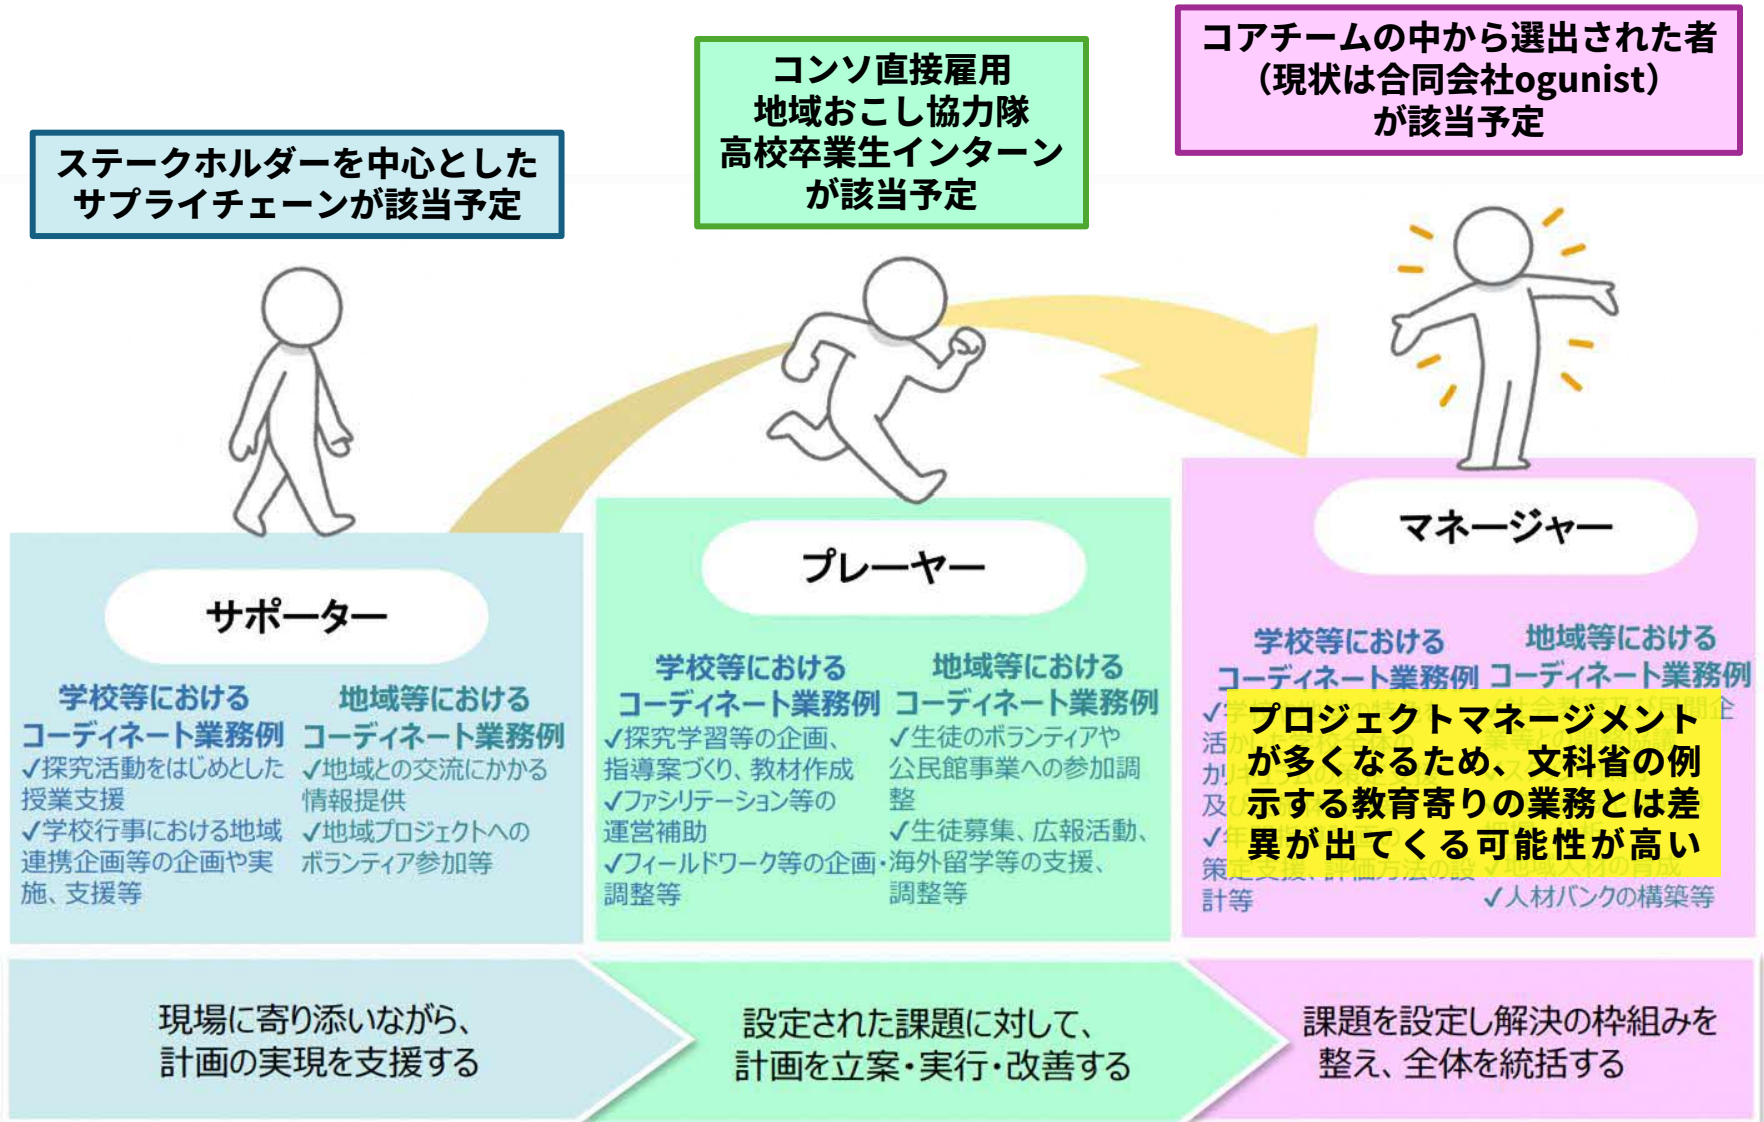 ステークホルダーを中心とした
サプライチェーンが該当予定
コンソ直接雇用
地域おこし協力隊
高校卒業生インターン
が該当予定
コアチームの中から選出された者
（現状は合同会社ogunist）
が該当予定
サポーター
学校等における
コーディネート業務例
✓探究活動をはじめとした
授業支援
✓学校行事における地域
連携企画等の企画や実
施、支援等
地域等における
コーディネート業務例
✓地域との交流にかかる
情報提供
✓地域プロジェクトへの
ボランティア参加等
プレーヤー
学校等における
コーディネート業務例
✓探究学習等の企画、
指導案づくり、教材作成
✓ファシリテーション等の
運営補助
✓フィールドワーク等の企画・
調整等
地域等における
コーディネート業務例
✓生徒のボランティアや
公民館事業への参加調
整
✓生徒募集、広報活動、
海外留学等の支援、
調整等
マネージャー
学校等における
コーディネート業務例
策定支援、評価方法の設
計等
地域等における
コーディネート業務例
✓地域人材の育成
✓人材バンクの構築等
プロジェクトマネージメント
が多くなるため、文科省の例
示する教育寄りの業務とは差
異が出てくる可能性が高い
現場に寄り添いながら、
計画の実現を支援する
設定された課題に対して、
計画を立案・実行・改善する
課題を設定し解決の枠組みを
整え、全体を統括する